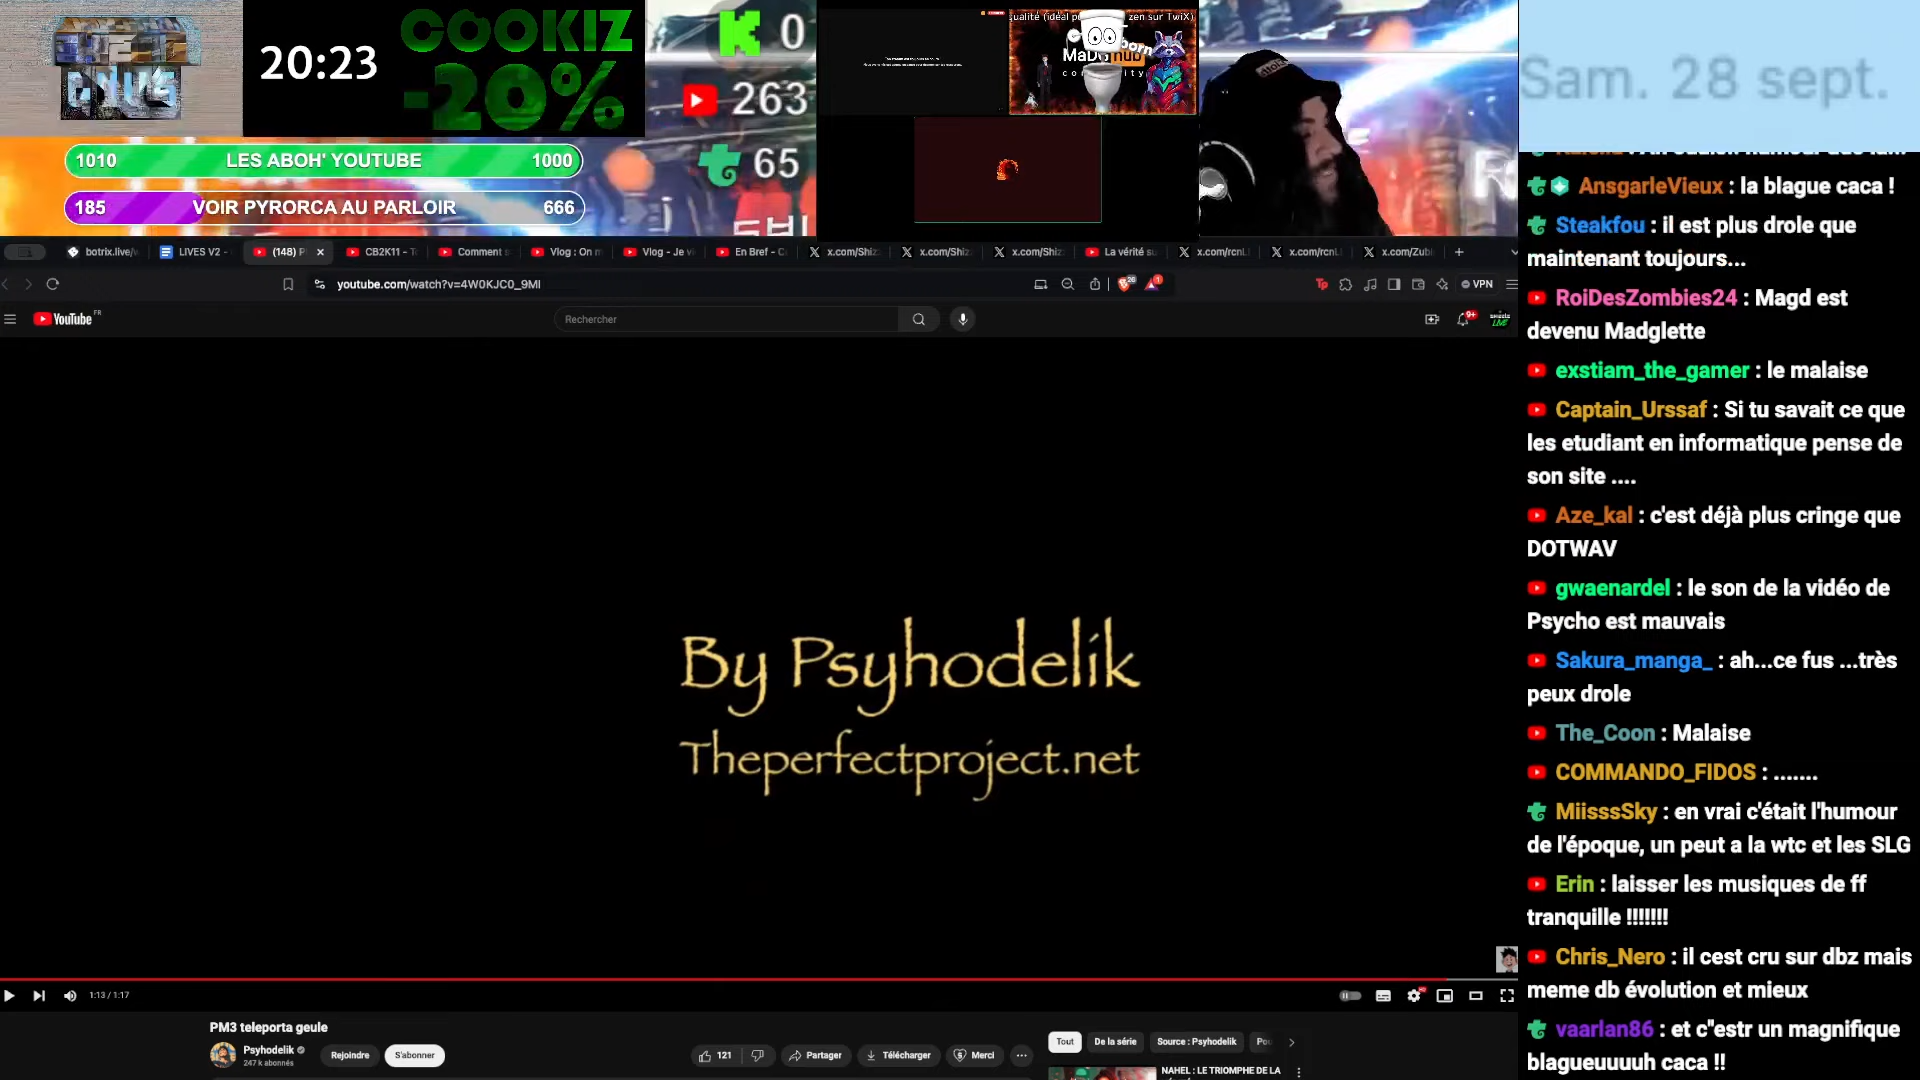 20:23
COOKIZ
-20%
0
263
65
1010 LES ABOH' YOUTUBE 1000
185 VOIR PYRORCA AU PARLOIR 666
zen sur TwiX)
MaDGhub
community
Sam. 28 sept.
botrix.live/
LIVES V2 -
(148) P
CB2K11 - T
Comment
Vlog : On m
Vlog - Je v
En Bref - C
x.com/Shiz
x.com/Shiz
x.com/Shiz
La vérité su
x.com/rcnL
x.com/rcnL
x.com/Zub
youtube.com/watch?v=4W0KJC0_9MI
VPN
YouTube FR
Rechercher
9+
By Psyhodelik
Theperfectproject.net
1:13 / 1:17
PM3 teleporta geule
Psyhodelik
247 k abonnés
Rejoindre
S'abonner
121
Partager
Télécharger
Merci
Tout
De la série
Source : Psyhodelik
Pou
NAHEL : LE TRIOMPHE DE LA
AnsgarleVieux : la blague caca !
Steakfou : il est plus drole que
maintenant toujours...
RoiDesZombies24 : Magd est
devenu Madglette
exstiam_the_gamer : le malaise
Captain_Urssaf : Si tu savait ce que
les etudiant en informatique pense de
son site ....
Aze_kal : c'est déjà plus cringe que
DOTWAV
gwaenardel : le son de la vidéo de
Psycho est mauvais
Sakura_manga_ : ah...ce fus ...très
peux drole
The_Coon : Malaise
COMMANDO_FIDOS : .......
MiisssSky : en vrai c'était l'humour
de l'époque, un peut a la wtc et les SLG
Erin : laisser les musiques de ff
tranquille !!!!!!!
Chris_Nero : il cest cru sur dbz mais
meme db évolution et mieux
vaarlan86 : et c"estr un magnifique
blagueuuuuh caca !!